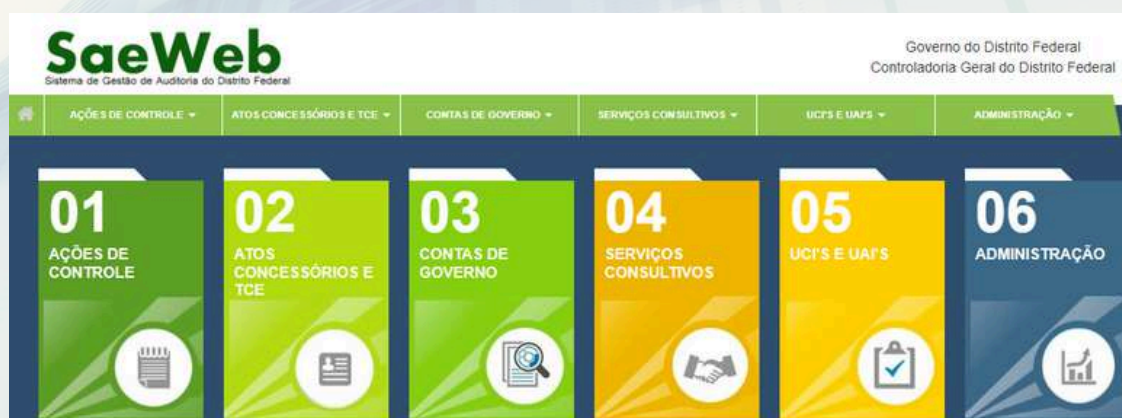 SaeWeb
Sistema de Gestão de Auditoria do Distrito Federal
Governo do Distrito Federal
Controladoria Geral do Distrito Federal
AÇÕES DE CONTROLE
ATOS CONCESSÓRIOS E TCE
CONTAS DE GOVERNO
SERVIÇOS CONSULTIVOS
UCI'S E UAI'S
ADMINISTRAÇÃO
01
AÇÕES DE
CONTROLE
02
ATOS
CONCESSÓRIOS E
TCE
03
CONTAS DE
GOVERNO
04
SERVIÇOS
CONSULTIVOS
05
UCI'S E UAI'S
06
ADMINISTRAÇÃO